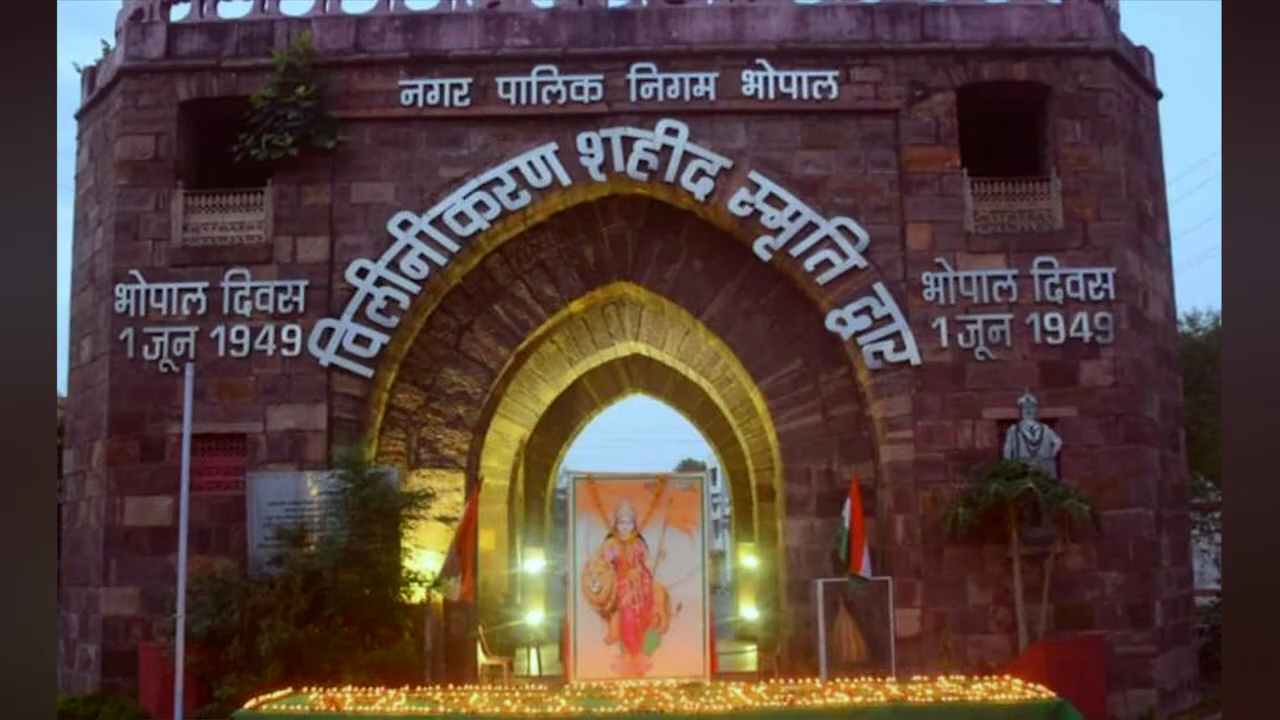 नगर पालिक निगम भोपाल
विलीनीकरण शहीद स्मृति द्वार
भोपाल दिवस
1 जून 1949
भोपाल दिवस
1 जून 1949